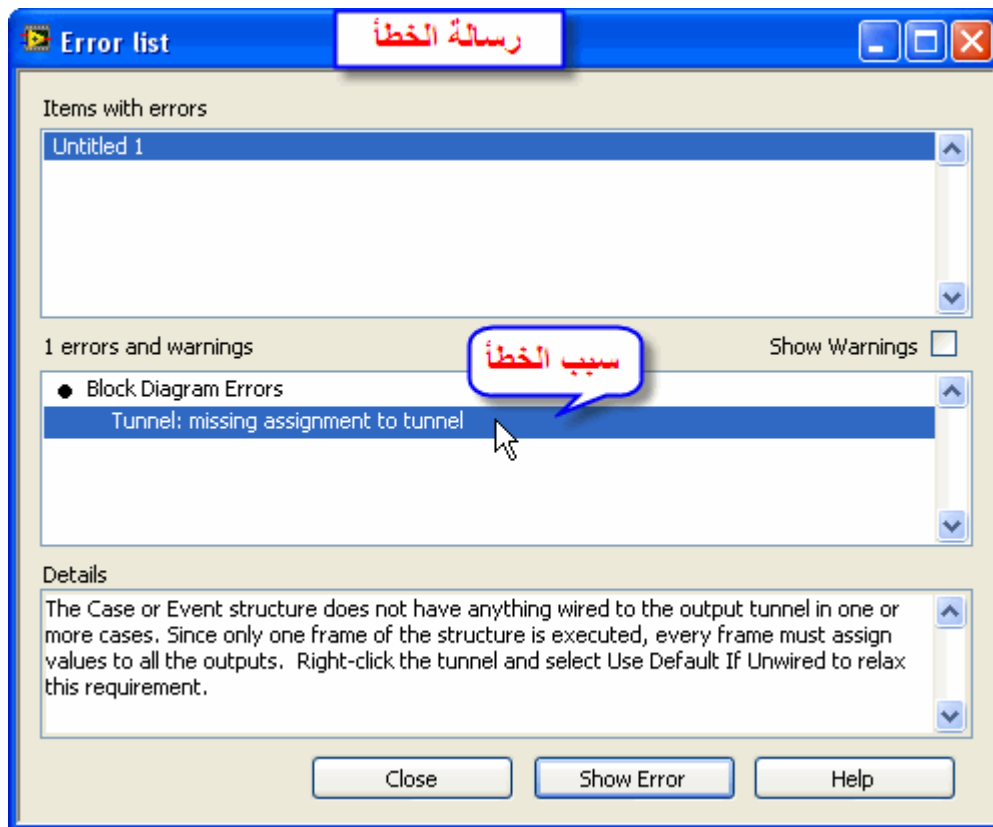 Error list
رسالة الخطأ
Items with errors
Untitled 1
1 errors and warnings
سبب الخطأ
Show Warnings
Block Diagram Errors
Tunnel: missing assignment to tunnel
Details
The Case or Event structure does not have anything wired to the output tunnel in one or
more cases. Since only one frame of the structure is executed, every frame must assign
values to all the outputs.  Right-click the tunnel and select Use Default If Unwired to relax
this requirement.
Close
Show Error
Help